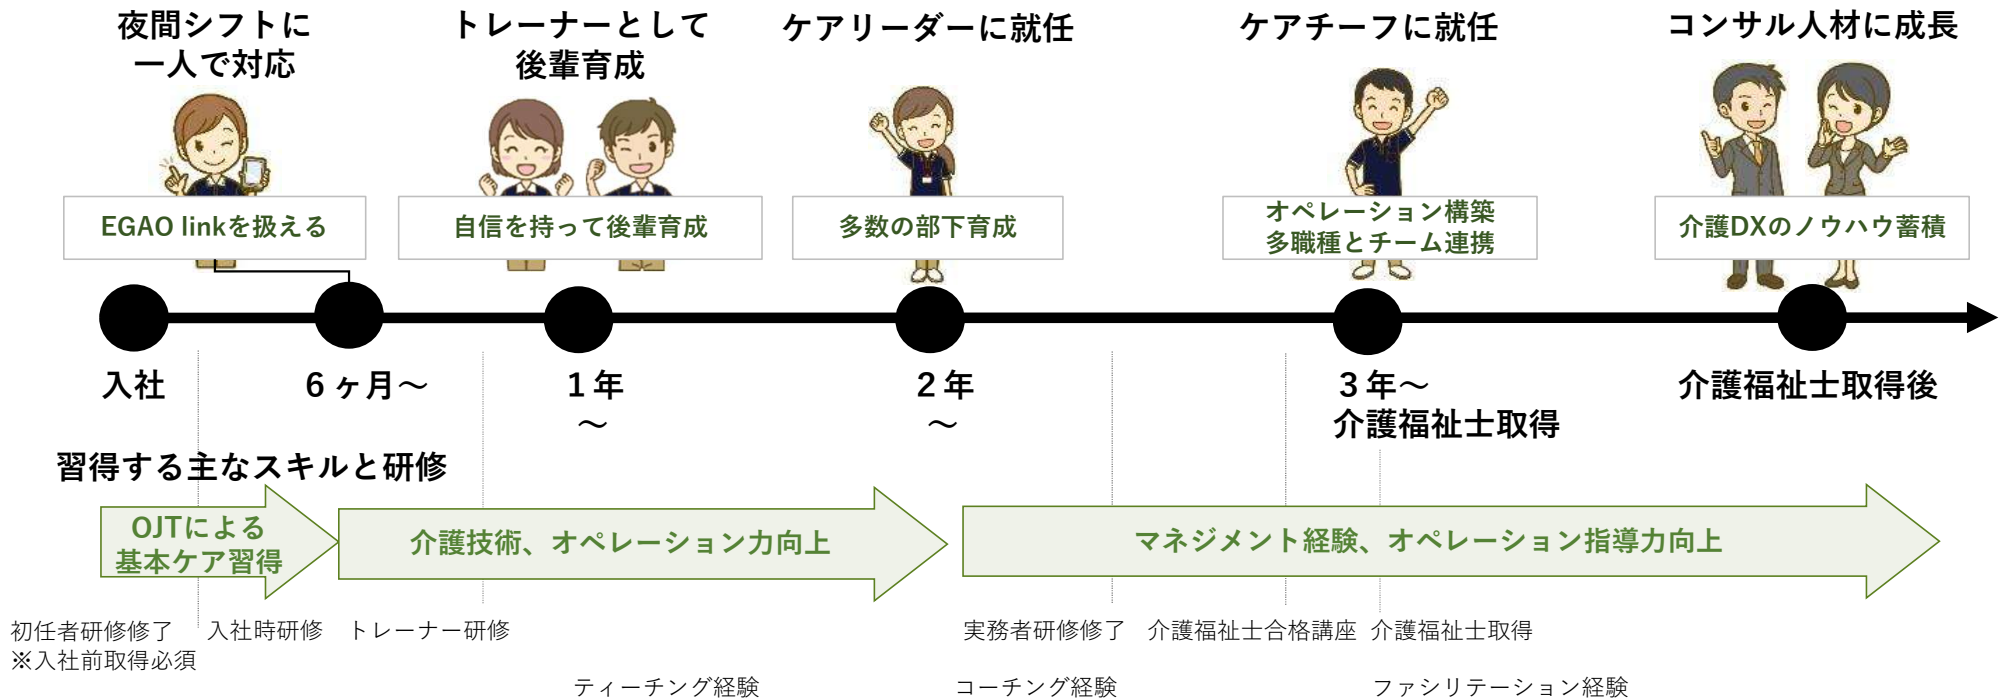 夜間シフトに
一人で対応
トレーナーとして
後輩育成
ケアリーダーに就任
ケアチーフに就任
コンサル人材に成長
EGAO linkを扱える
自信を持って後輩育成
多数の部下育成
オペレーション構築
多職種とチーム連携
介護DXのノウハウ蓄積
入社
6ヶ月～
1年
～
2年
～
3年～
介護福祉士取得
介護福祉士取得後
習得する主なスキルと研修
OJTによる
基本ケア習得
介護技術、オペレーション力向上
マネジメント経験、オペレーション指導力向上
初任者研修修了
※入社前取得必須
入社時研修
トレーナー研修
実務者研修修了
介護福祉士合格講座
介護福祉士取得
ティーチング経験
コーチング経験
ファシリテーション経験